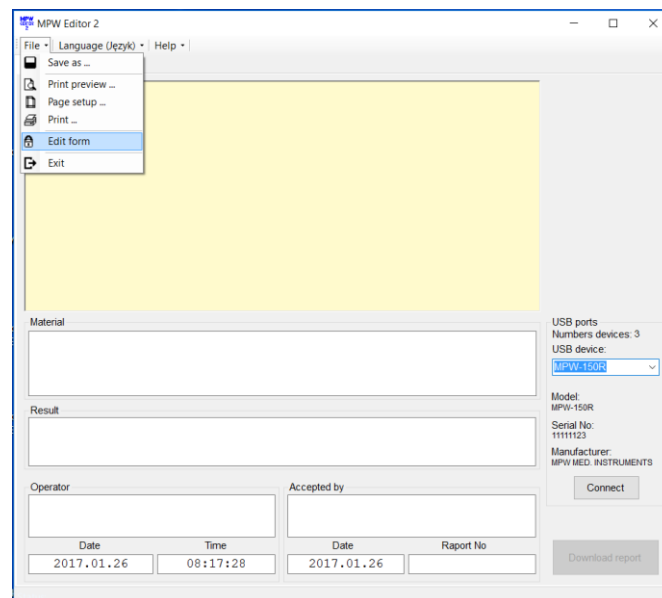 MPW Editor 2
File Language (Język) Help
Save as ...
Print preview ...
Page setup ...
Print ...
Edit form
Exit
Material
Result
Operator
Accepted by
Date
Time
Date
Raport No
2017.01.26
08:17:28
2017.01.26
USB ports
Numbers devices: 3
USB device:
MPW-150R
Model:
MPW-150R
Serial No:
11111123
Manufacturer:
MPW MED. INSTRUMENTS
Connect
Download report